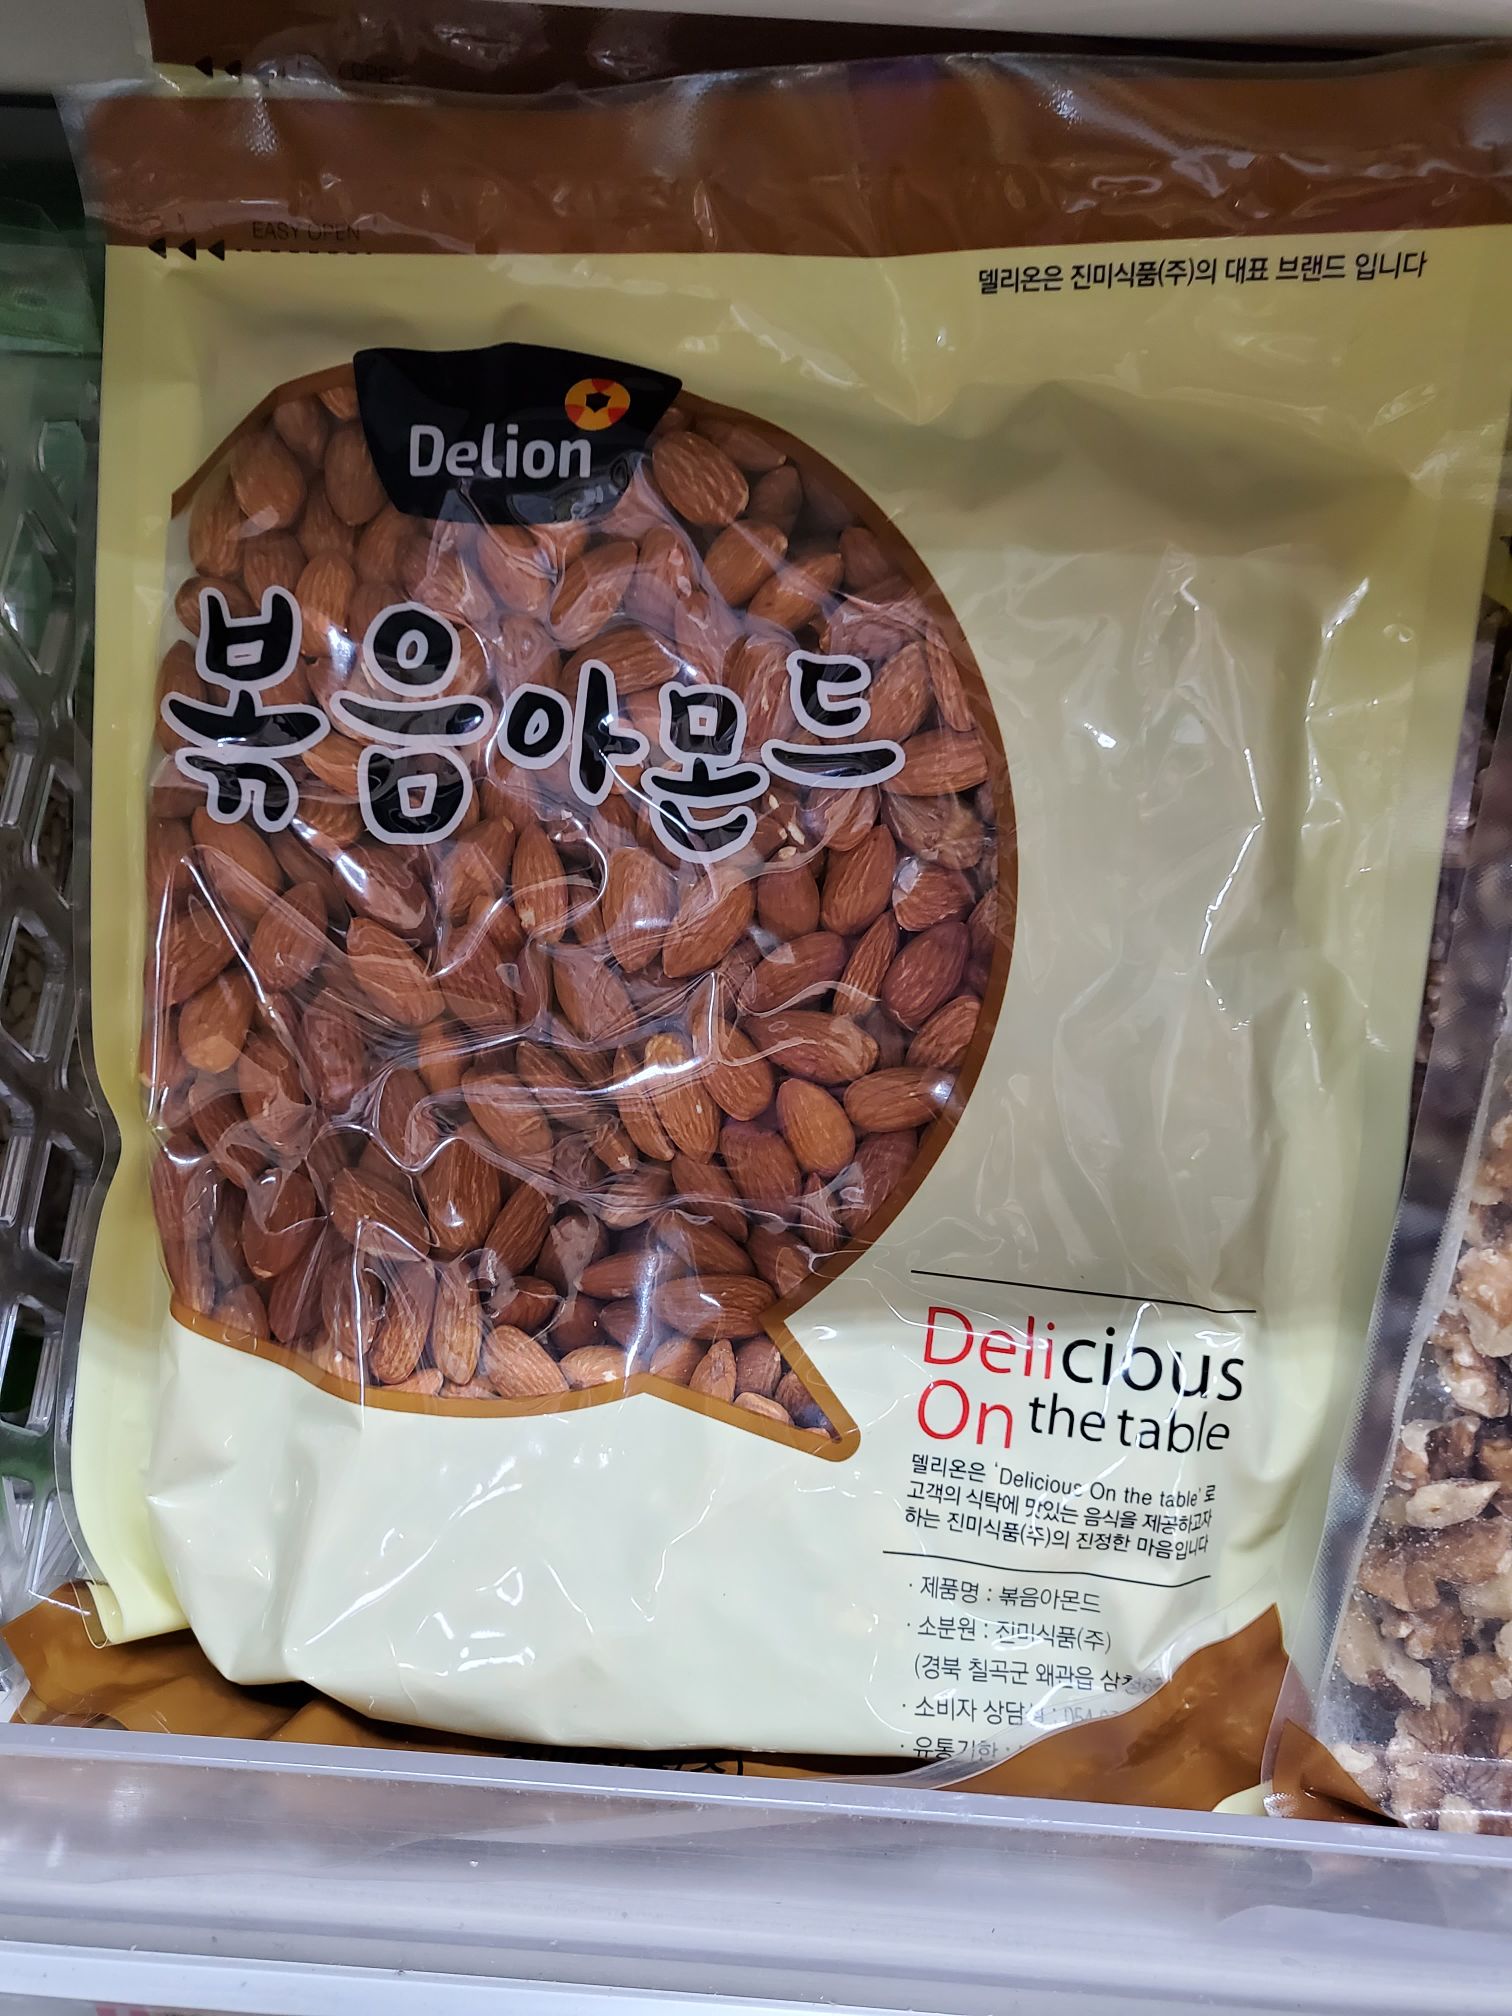 EASY OPEN
델리온은 진미식품(주)의 대표 브랜드 입니다
Delion
볶음아몬드
Delicious
On the table
델리온은 'Delicious On the table'로
고객의 식탁에 맛있는 음식을 제공하고자
하는 진미식품(주)의 진정한 마음입니다
· 제품명 : 볶음아몬드
· 소분원 : 진미식품(주)
(경북 칠곡군 왜관읍
· 소비자
· 유통기한 :